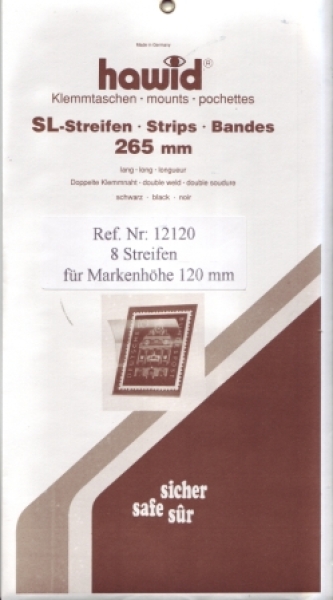 Made in Germany
hawid®
Klemmtaschen · mounts · pochettes
SL-Streifen · Strips · Bandes
265 mm
lang · long · longueur
Doppelte Klemmnaht · double weld · double soudure
schwarz · black · noir
Ref. Nr: 12120
8 Streifen
für Markenhöhe 120 mm
sicher
safe sûr